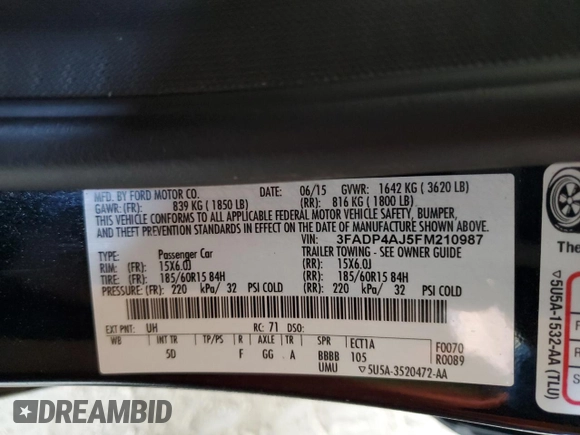 MFD. BY FORD MOTOR CO. DATE: 06/15 GVWR: 1642 KG ( 3620 LB)
GAWR: (FR): 839 KG ( 1850 LB) (RR): 816 KG ( 1800 LB)
THIS VEHICLE CONFORMS TO ALL APPLICABLE FEDERAL MOTOR VEHICLE SAFETY, BUMPER,
AND THEFT PREVENTION STANDARDS IN EFFECT ON THE DATE OF MANUFACTURE SHOWN ABOVE.
VIN: 3FADP4AJ5FM210987
TYPE: Passenger Car TRAILER TOWING - SEE OWNER GUIDE
RIM: (FR): 15X6.0J (RR): 15X6.0J
TIRE: (FR): 185/60R15 84H (RR): 185/60R15 84H
PRESSURE: (FR): 220 kPa/ 32 PSI COLD (RR): 220 kPa/ 32 PSI COLD
EXT PNT: UH RC: 71 DSO:
WB INT TR TP/PS R AXLE TR SPR ECT1A F0070
5D F GG A BBBB 105 R0089
UMU ▽5U5A-3520472-AA
The
▽5U5A-1532-AA (TLU)
F
R
S
DREAMBID